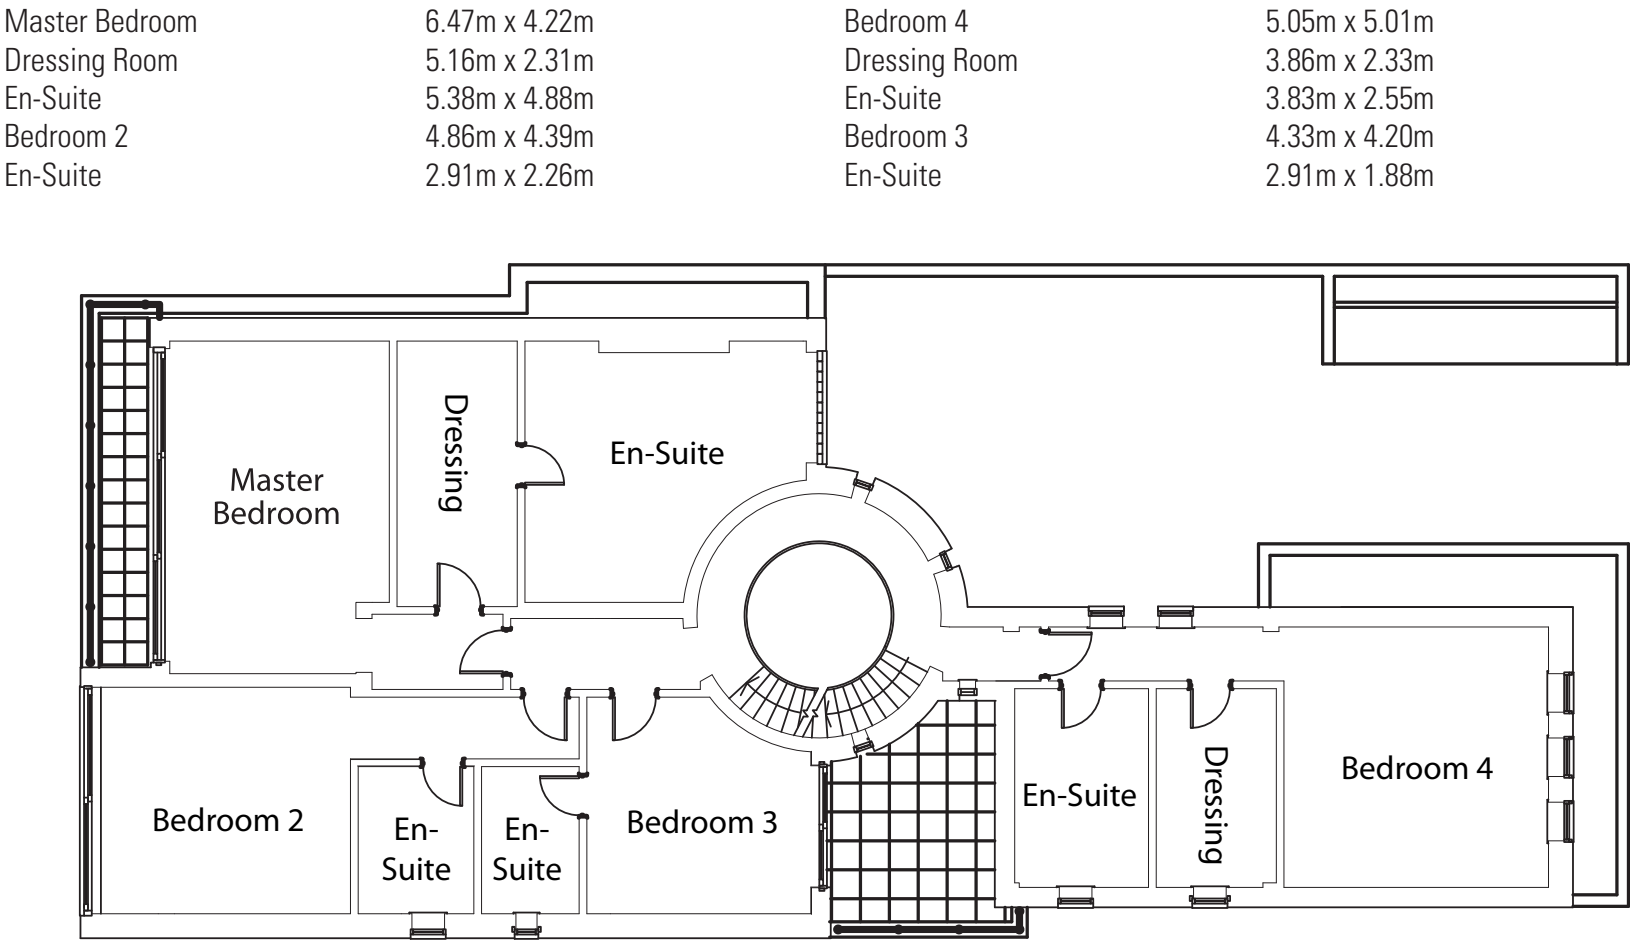 Master Bedroom 6.47m x 4.22m Bedroom 4 5.05m x 5.01m
Dressing Room 5.16m x 2.31m Dressing Room 3.86m x 2.33m
En-Suite 5.38m x 4.88m En-Suite 3.83m x 2.55m
Bedroom 2 4.86m x 4.39m Bedroom 3 4.33m x 4.20m
En-Suite 2.91m x 2.26m En-Suite 2.91m x 1.88m
Master
Bedroom
Dressing
En-Suite
Bedroom 2
En-
Suite
En-
Suite
Bedroom 3
En-Suite
Dressing
Bedroom 4